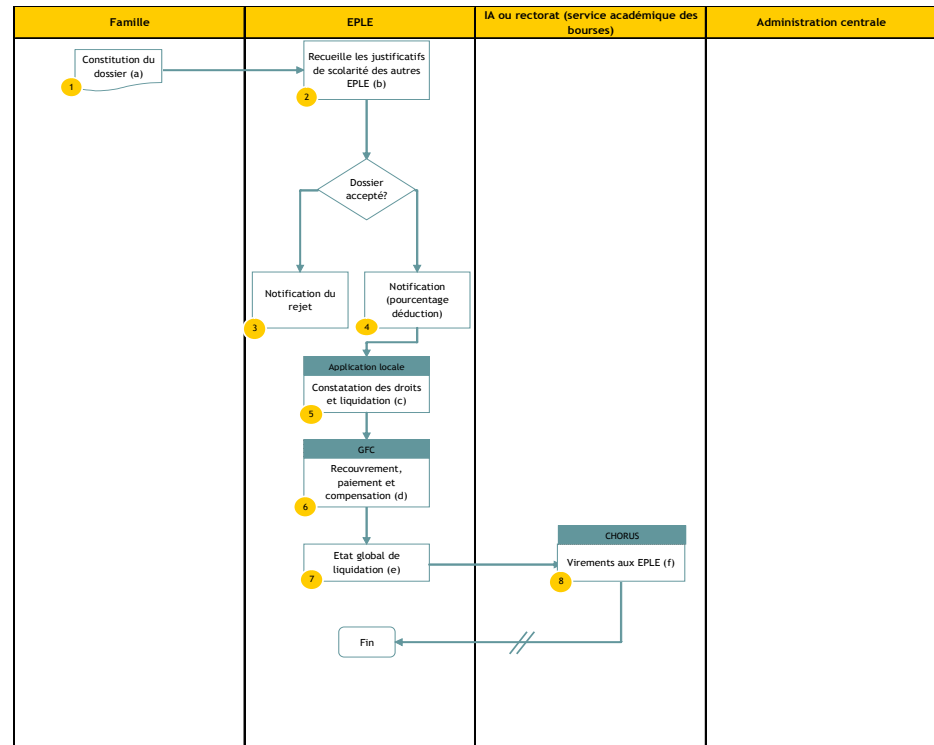 Famille
EPLE
IA ou rectorat (service académique des
bourses)
Administration centrale
Constitution du
dossier (a)
1
Recueille les justificatifs
de scolarité des autres
EPLE (b)
2
Dossier
accepté?
Notification du
rejet
3
Notification
(pourcentage
déduction)
4
Application locale
Constatation des droits
et liquidation (c)
5
GFC
Recouvrement,
paiement et
compensation (d)
6
Etat global de
liquidation (e)
7
CHORUS
Virements aux EPLE (f)
8
Fin